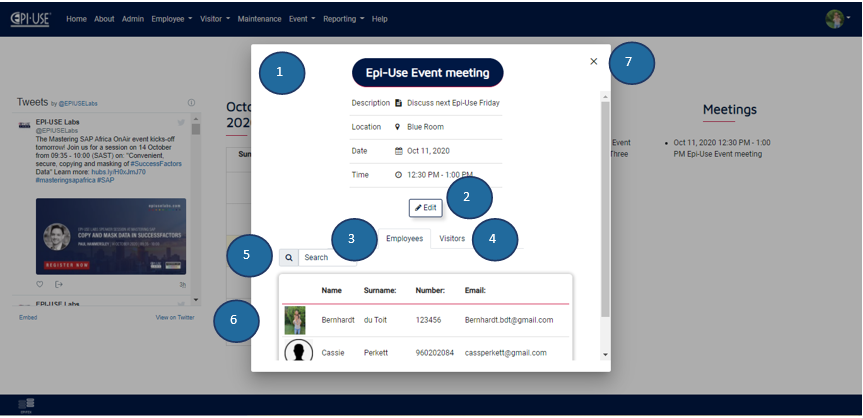 EPI-USE Home About Admin Employee Visitor Maintenance Event Reporting Help
1
7
Epi-Use Event meeting
Description Discuss next Epi-Use Friday
Location Blue Room
Date Oct 11, 2020
Time 12:30 PM - 1:00 PM
2
Edit
3
Employees Visitors
4
5
Search
Name Surname: Number: Email:
6
Bernhardt du Toit 123456 Bernhardt.bdt@gmail.com
Cassie Perkett 960202084 cassperkett@gmail.com
Tweets by @EPIUSELabs
EPI-USE Labs
@EPIUSELabs
The Mastering SAP Africa OnAir event kicks-off
tomorrow! Join us for a session on 14 October
from 09:35 - 10:00 (SAST) on: "Convenient,
secure, copying and masking of #SuccessFactors
Data" Learn more: hubs.ly/H0xJmJ70
#masteringsapafrica #SAP
COPY AND MASK DATA IN SUCCESSFACTORS
REGISTER NOW
EPI-USE Labs
Embed View on Twitter
Octo
202
Sun
Event
Three
Meetings
Oct 11, 2020 12:30 PM - 1:00
PM Epi-Use Event meeting